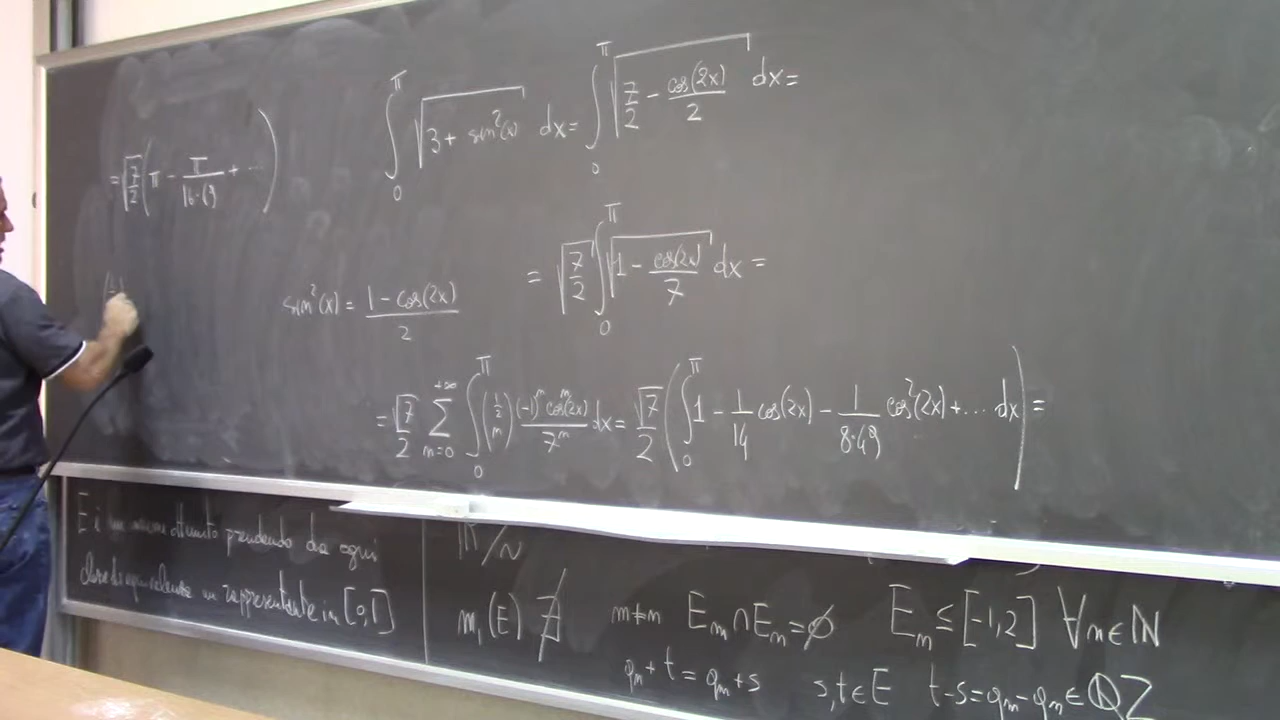 ∫₀^π √(3 + sin²(x)) dx = ∫₀^π √(7/2 − cos(2x)/2) dx =
= √(7/2) ∫₀^π √(1 − cos(2x)/7) dx =
sin²(x) = (1 − cos(2x))/2
= √(7/2) ∑_{n=0}^{+∞} ∫₀^π (½ n) (−1)ⁿ cosⁿ(2x)/7ⁿ dx = √(7/2) ( ∫₀^π 1 − 1/14 cos(2x) − 1/(8·49) cos²(2x) + ... dx ) =
= √(7/2) ( π − π/(16·49) + ... )
E è un insieme ottenuto prendendo da ogni
classe di equivalenza un rappresentante in [0,1]
ℝ/~
m₁(E) ∄
m≠n Eₘ∩Eₙ=∅ Eₙ ⊆ [-1,2] ∀n∈ℕ
qₘ+t = qₙ+s s,t∈E t-s=qₙ-qₘ∈ℚ